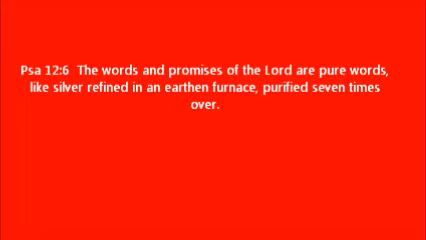 Psa 12:6  The words and promises of the Lord are pure words,
like silver refined in an earthen furnace, purified seven times
over.